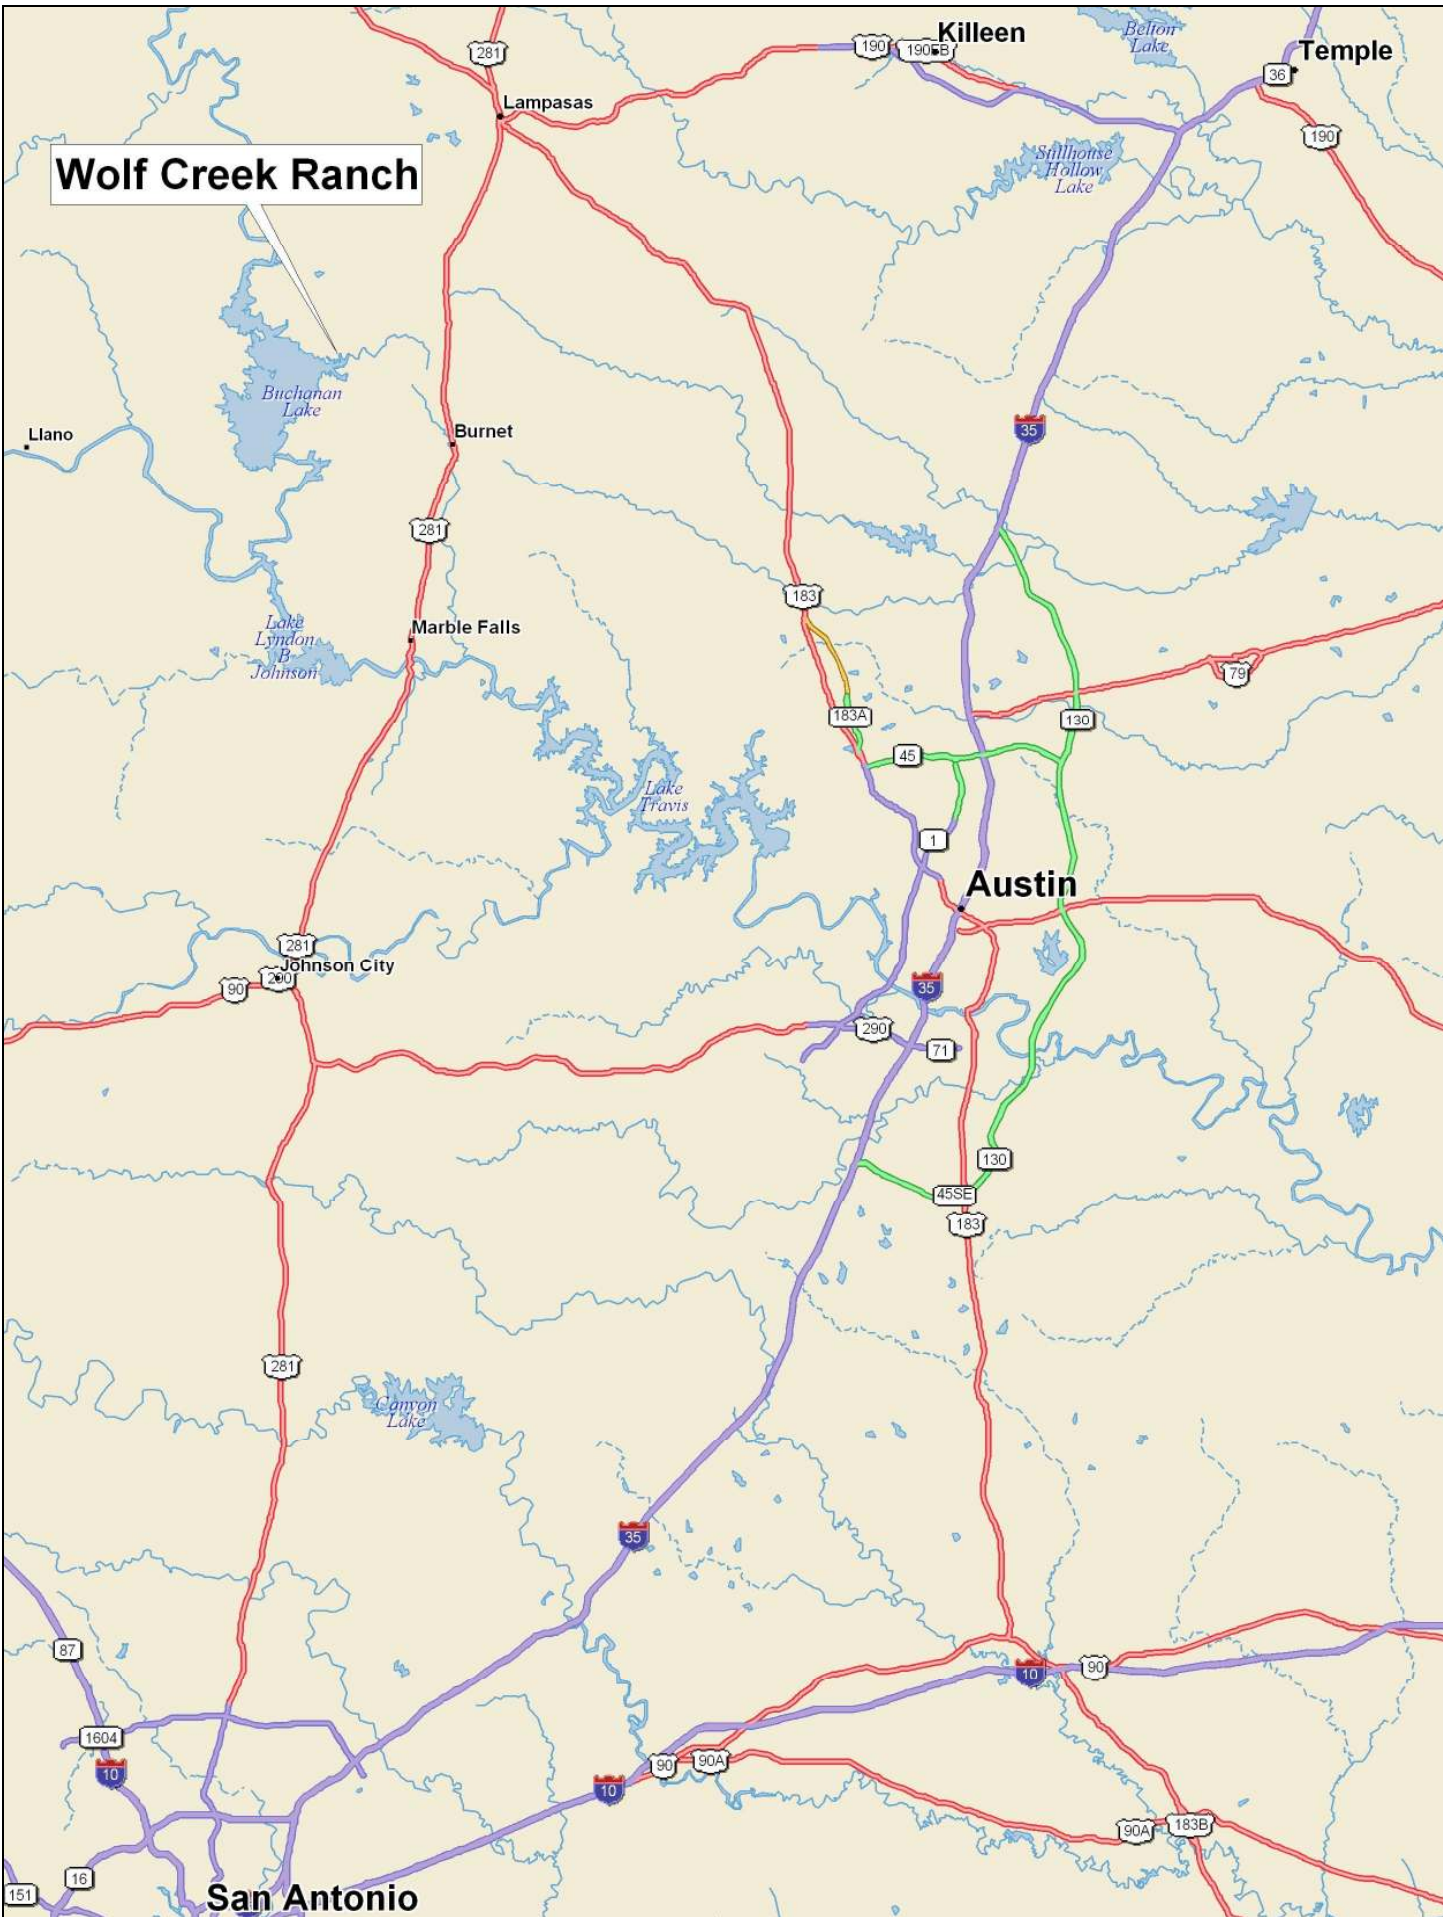 Killeen
Belton
Lake
190
190BB
281
Temple
36
Lampasas
190
Stillhouse
Hollow
Lake
Wolf Creek Ranch
Buchanan
Lake
35
Llano
Burnet
281
183
Lake
Lyndon
B
Johnson
Marble Falls
79
183A
130
45
Lake
Travis
1
Austin
281
Johnson City
290
90
35
290
71
130
45SE
183
281
Canyon
Lake
35
87
10
90
1604
10
90
90A
10
90A
183B
16
151
San Antonio